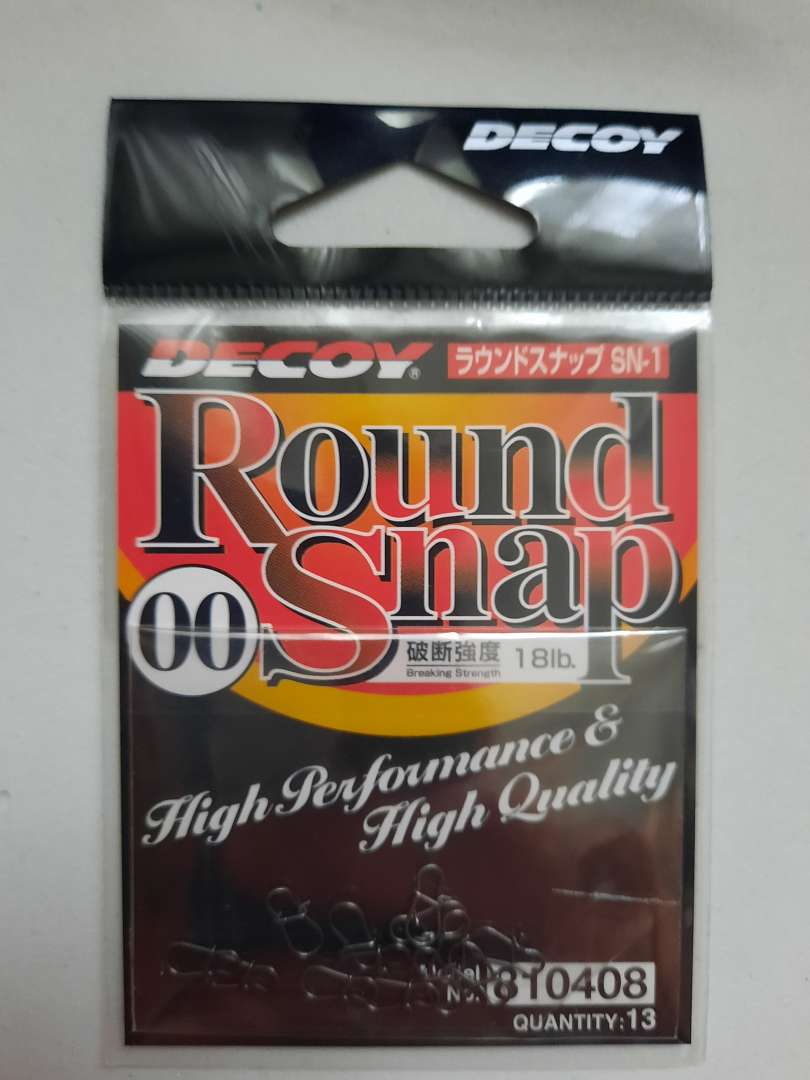 DECOY
DECOY® ラウンドスナップ SN-1
Round
Snap
00
破断強度 18lb.
Breaking Strength
High Performance &
High Quality
No. 810408
QUANTITY:13